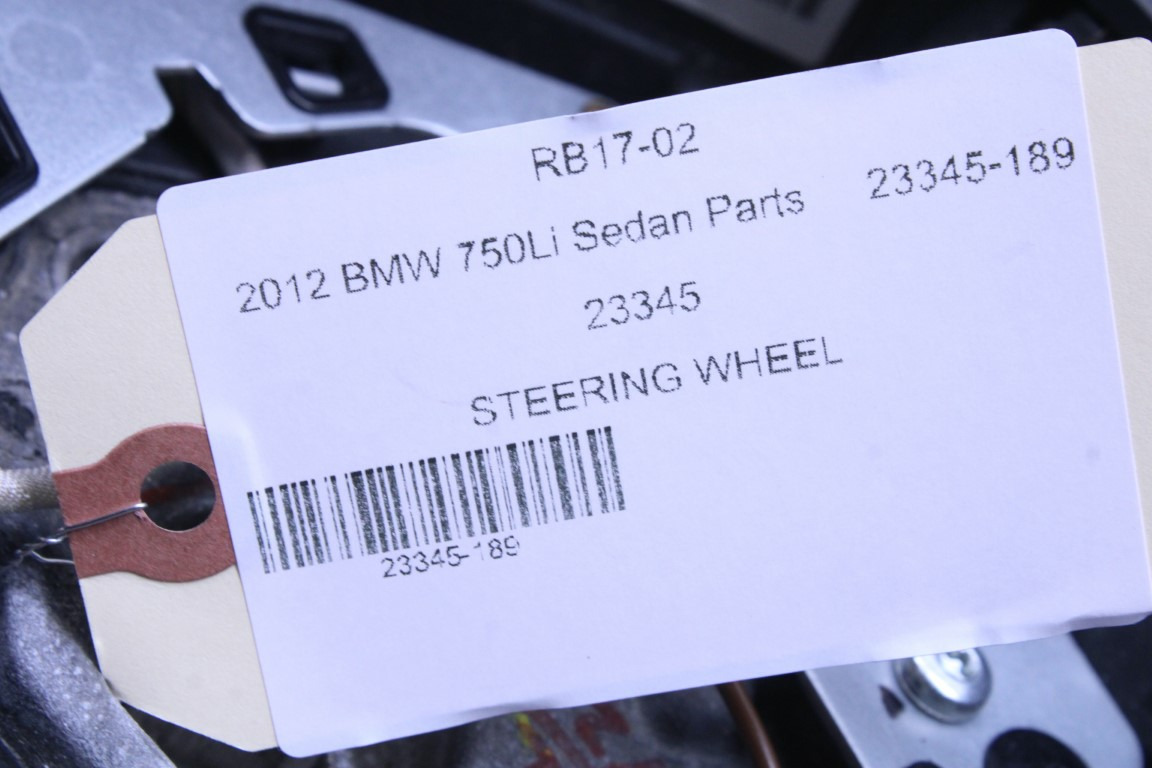 RB17-02
2012 BMW 750Li Sedan Parts 23345-189
23345
STEERING WHEEL
23345-189